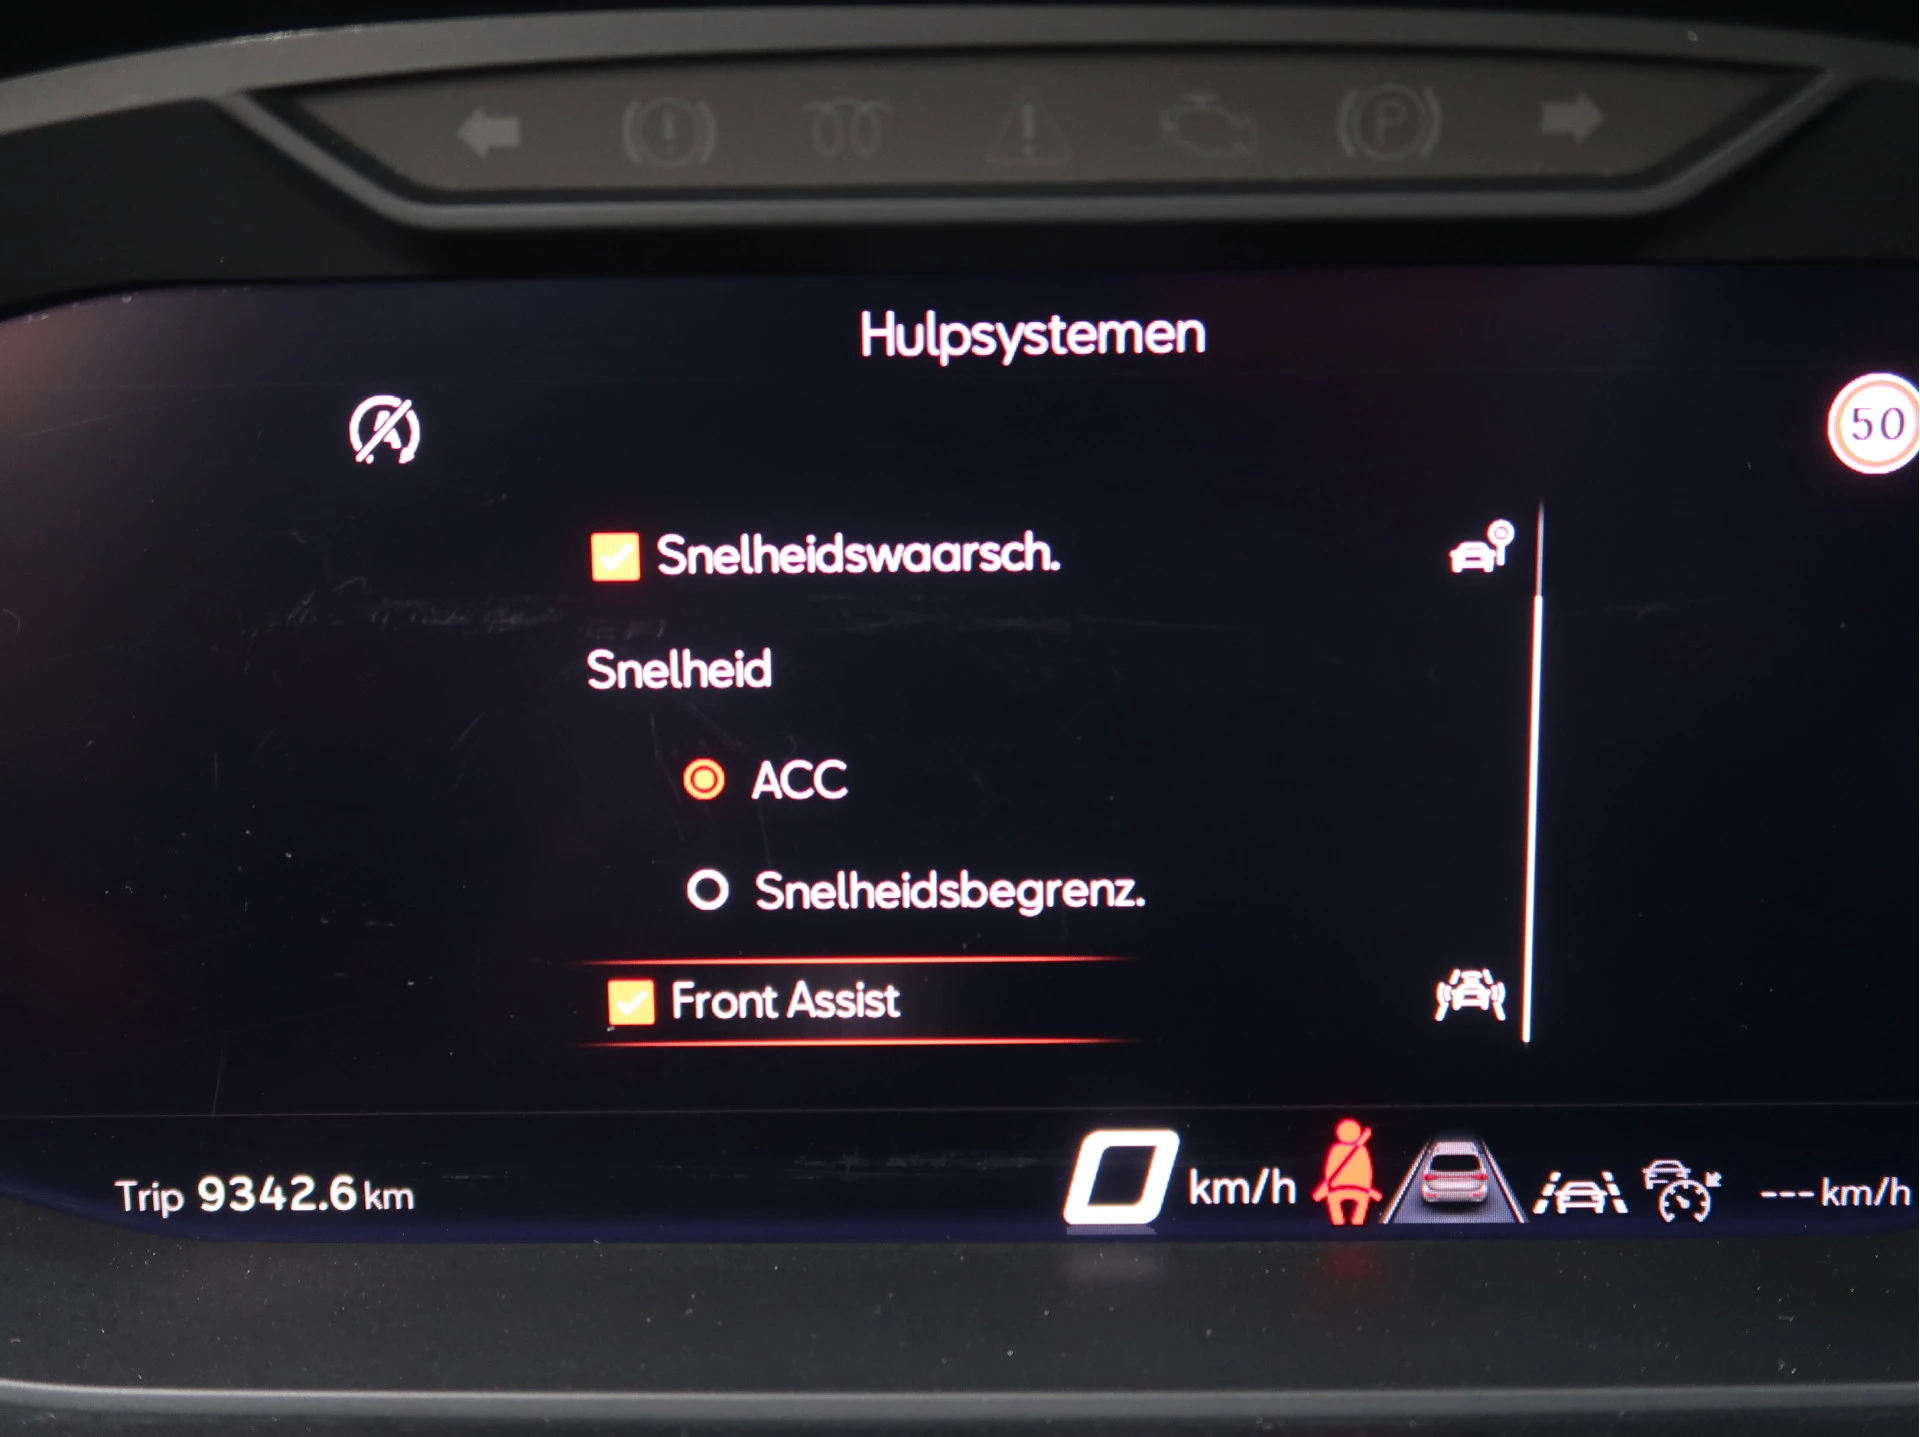 Hulpsystemen
50
Snelheidswaarsch.
Snelheid
ACC
Snelheidsbegrenz.
Front Assist
Trip 9342.6 km
0 km/h
--- km/h